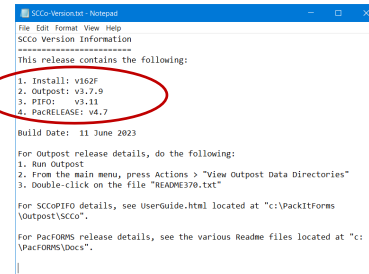 SCCo-Version.txt - Notepad
File Edit Format View Help
SCCo Version Information
========================
This release contains the following:
1. Install: v162F
2. Outpost: v3.7.9
3. PIFO: v3.11
4. PacRELEASE: v4.7
Build Date: 11 June 2023
For Outpost release details, do the following:
1. Run Outpost
2. From the main menu, press Actions > "View Outpost Data Directories"
3. Double-click on the file "README370.txt"
For SCCoPIFO details, see UserGuide.html located at "c:\PackItForms
\Outpost\SCCo".
For PacFORMS release details, see the various Readme files located at "c:
\PacFORMS\Docs".